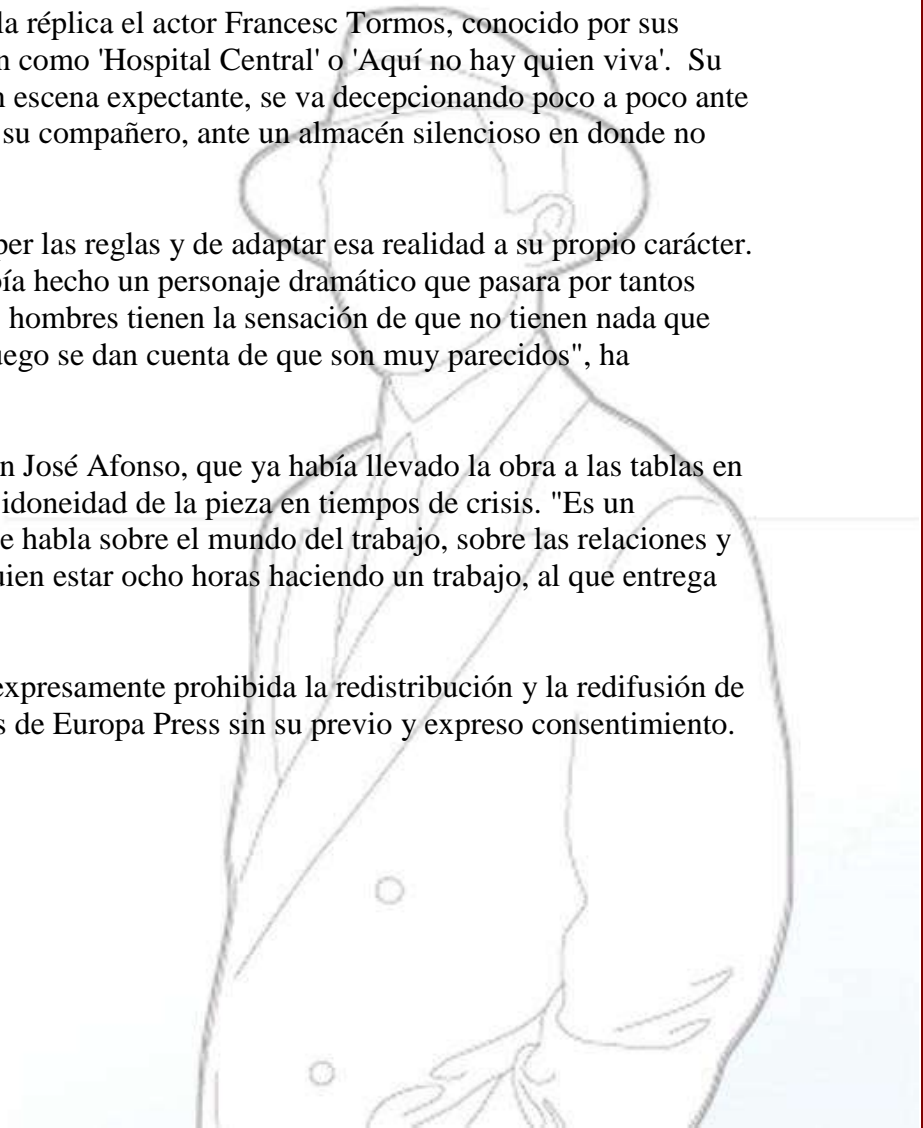 la réplica el actor Francesc Tormos, conocido por sus
como 'Hospital Central' o 'Aquí no hay quien viva'. Su
escena expectante, se va decepcionando poco a poco ante
su compañero, ante un almacén silencioso en donde no
per las reglas y de adaptar esa realidad a su propio carácter.
ía hecho un personaje dramático que pasara por tantos
hombres tienen la sensación de que no tienen nada que
uego se dan cuenta de que son muy parecidos", ha
n José Afonso, que ya había llevado la obra a las tablas en
idoneidad de la pieza en tiempos de crisis. "Es un
e habla sobre el mundo del trabajo, sobre las relaciones y
uien estar ocho horas haciendo un trabajo, al que entrega
expresamente prohibida la redistribución y la redifusión de
s de Europa Press sin su previo y expreso consentimiento.